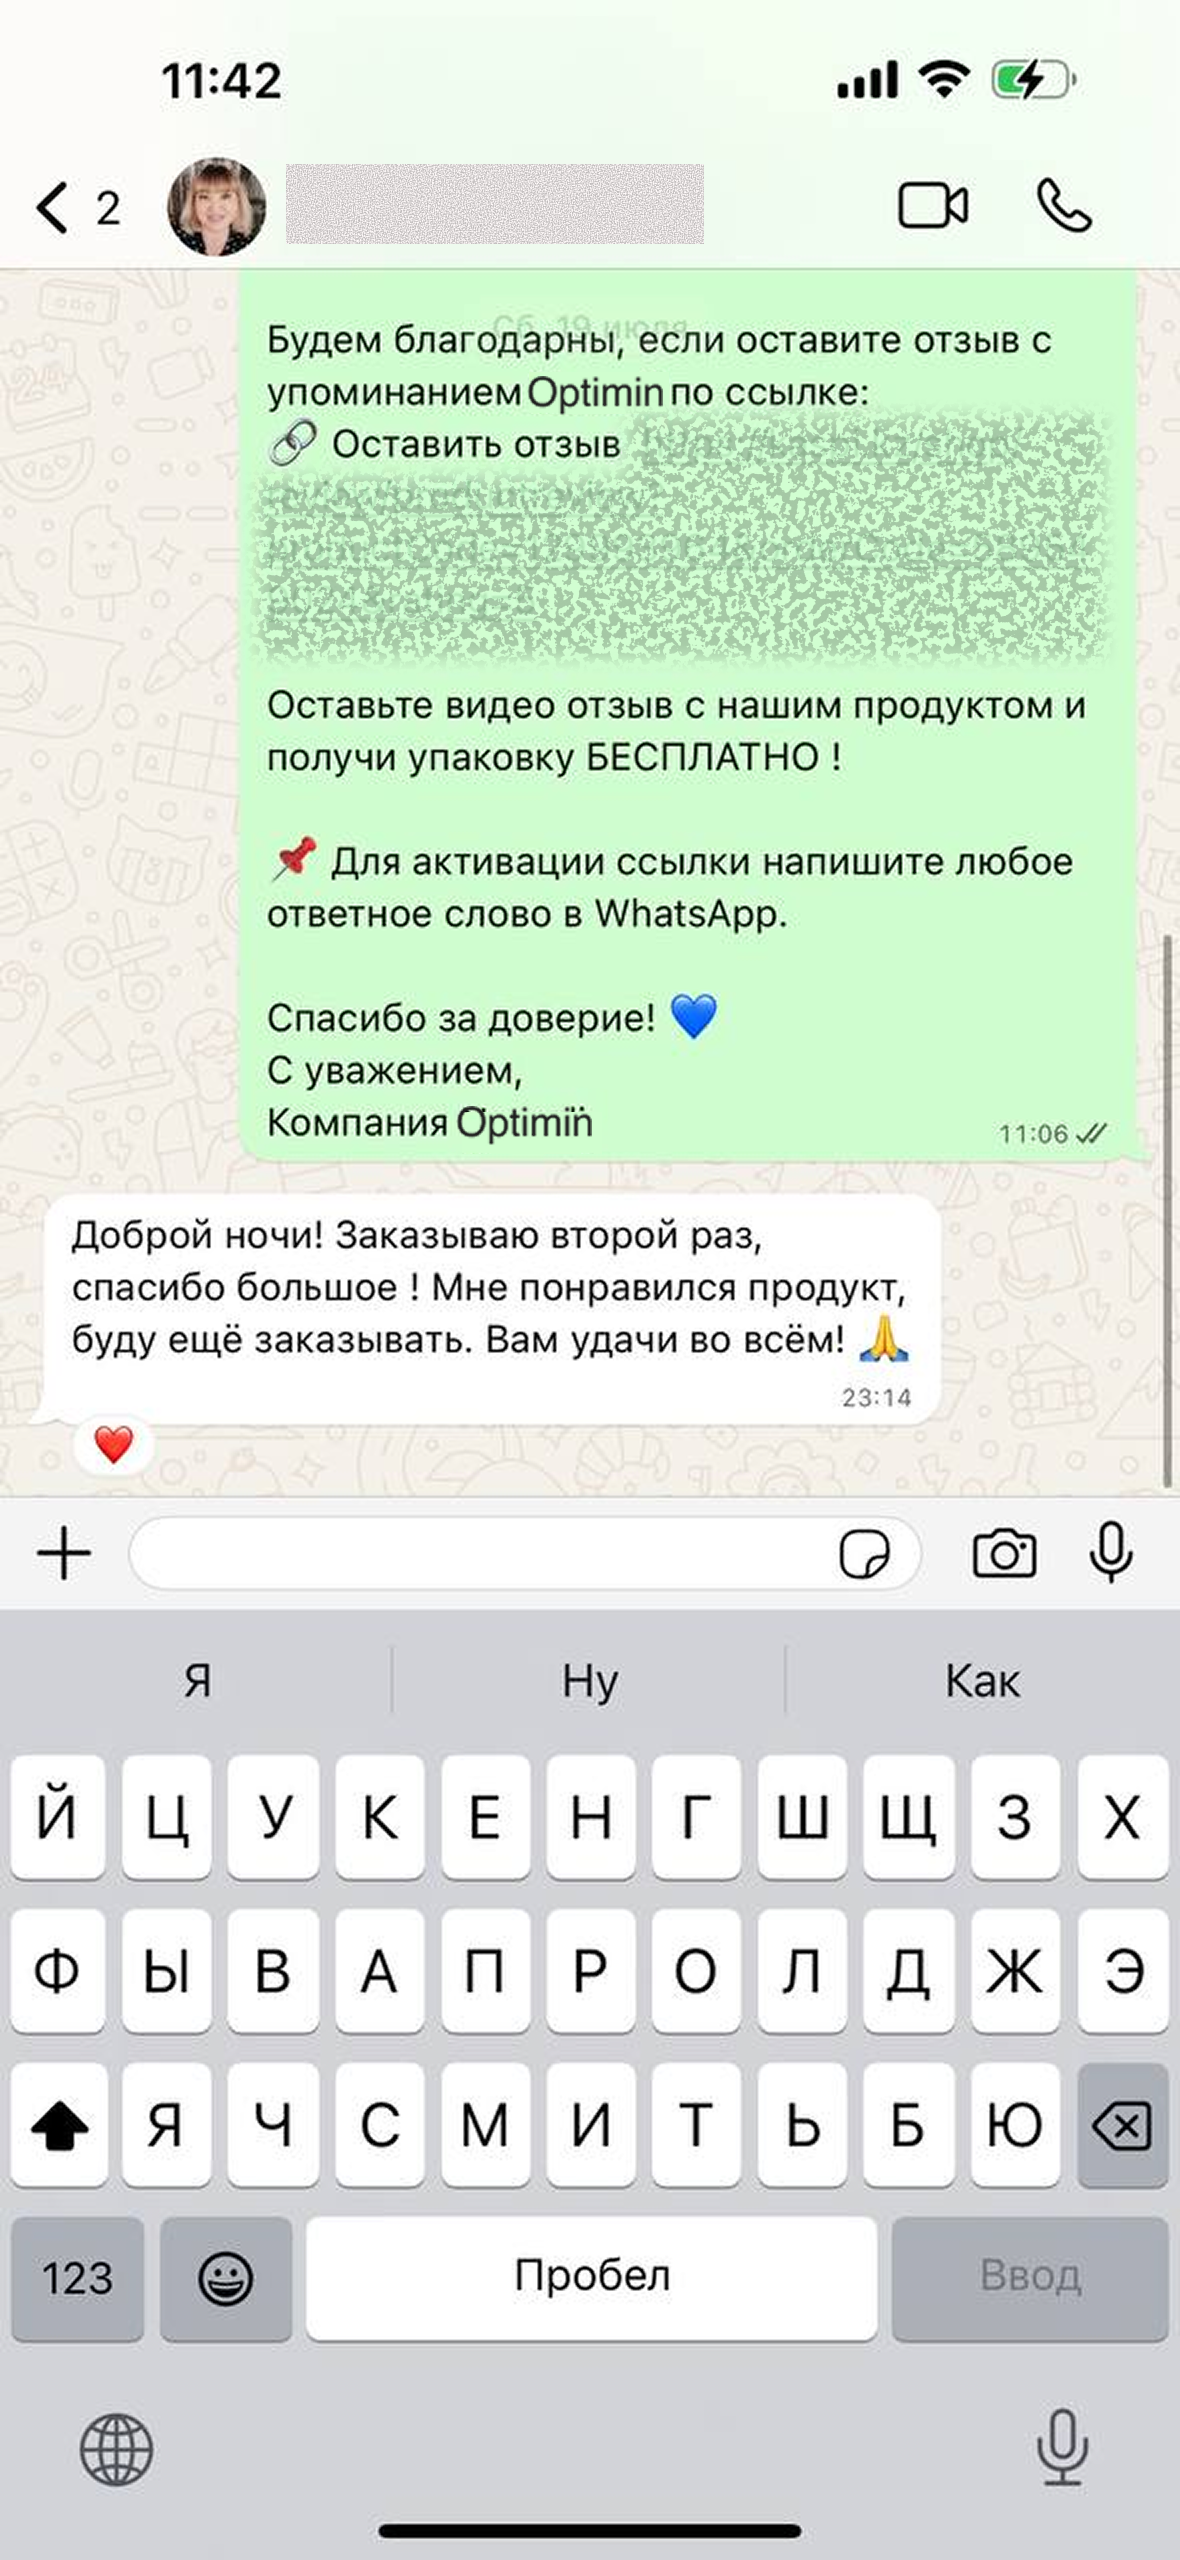 11:42
2
Сб, 19 июля
Будем благодарны, если оставите отзыв с
упоминанием Optimin по ссылке:
Оставить отзыв
Оставьте видео отзыв с нашим продуктом и
получи упаковку БЕСПЛАТНО !
Для активации ссылки напишите любое
ответное слово в WhatsApp.
Спасибо за доверие!
С уважением,
Компания Optimin
11:06
Доброй ночи! Заказываю второй раз,
спасибо большое ! Мне понравился продукт,
буду ещё заказывать. Вам удачи во всём!
23:14
Я Ну Как
Й Ц У К Е Н Г Ш Щ З Х
Ф Ы В А П Р О Л Д Ж Э
Я Ч С М И Т Ь Б Ю
123 Пробел Ввод